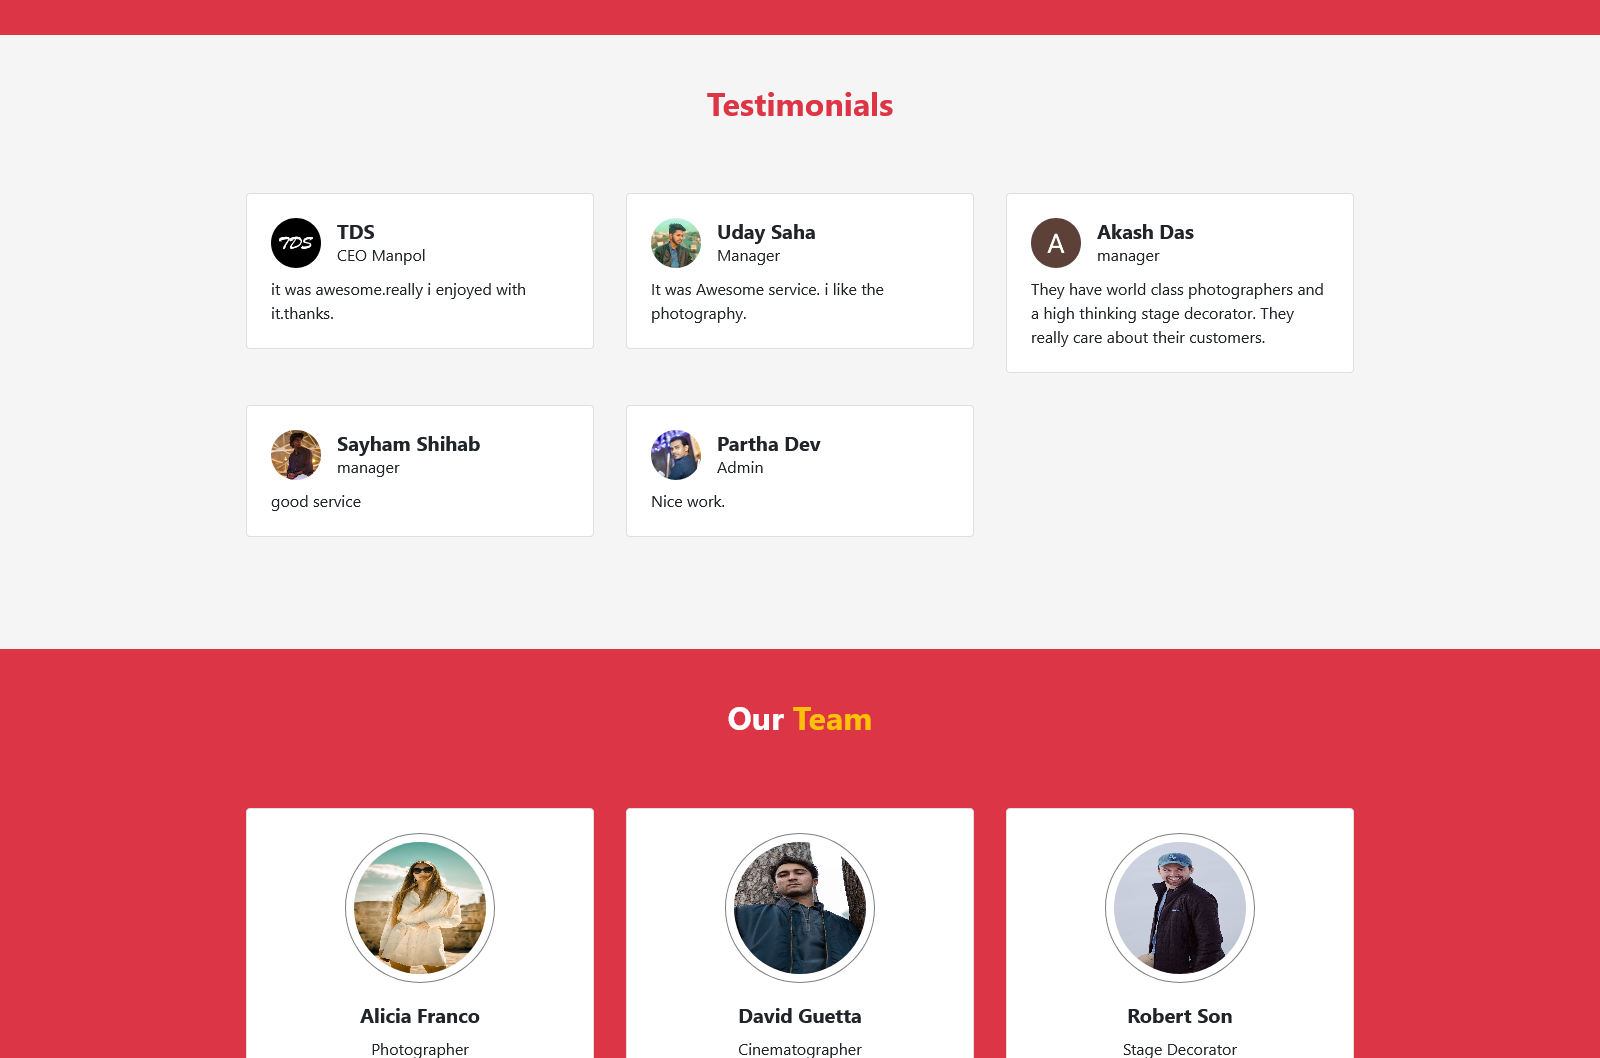 Testimonials
TDS
TDS
CEO Manpol
it was awesome.really i enjoyed with
it.thanks.
Uday Saha
Manager
It was Awesome service. i like the
photography.
A
Akash Das
manager
They have world class photographers and
a high thinking stage decorator. They
really care about their customers.
Sayham Shihab
manager
good service
Partha Dev
Admin
Nice work.
Our Team
Alicia Franco
Photographer
David Guetta
Cinematographer
Robert Son
Stage Decorator